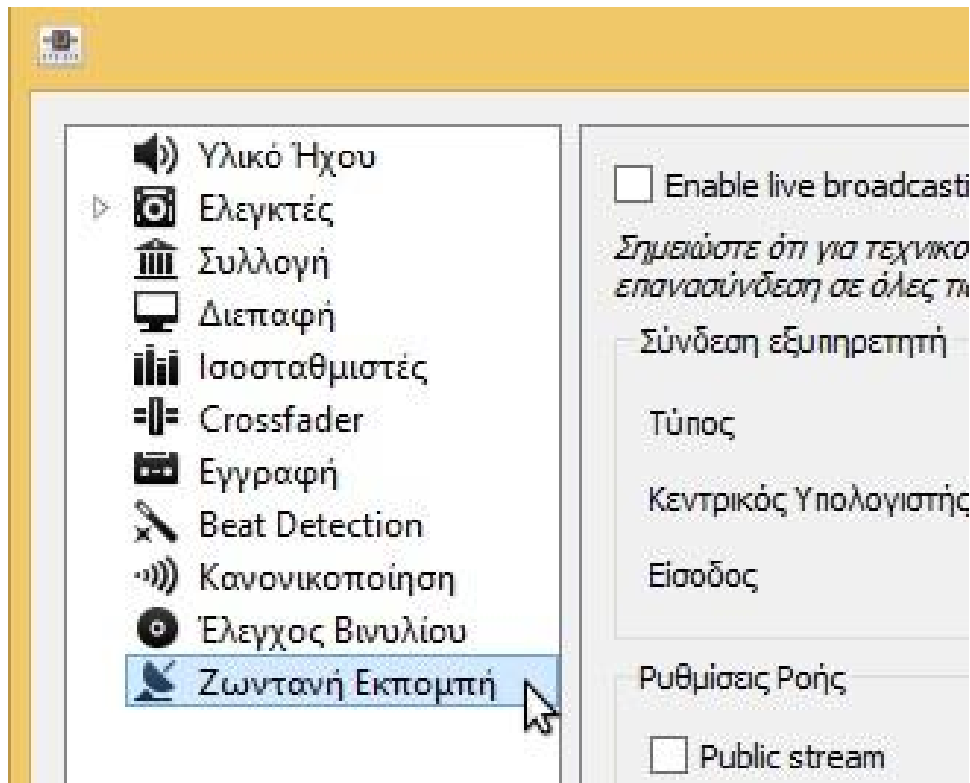 Υλικό Ήχου
Ελεγκτές
Συλλογή
Διεπαφή
Ισοσταθμιστές
Crossfader
Εγγραφή
Beat Detection
Κανονικοποίηση
Έλεγχος Βινυλίου
Ζωντανή Εκπομπή
Enable live broadcasti
Σημειώστε ότι για τεχνικο
επανασύνδεση σε όλες
Σύνδεση εξυπηρετητή
Τύπος
Κεντρικός Υπολογιστής
Είσοδος
Ρυθμίσεις Ροής
Public stream